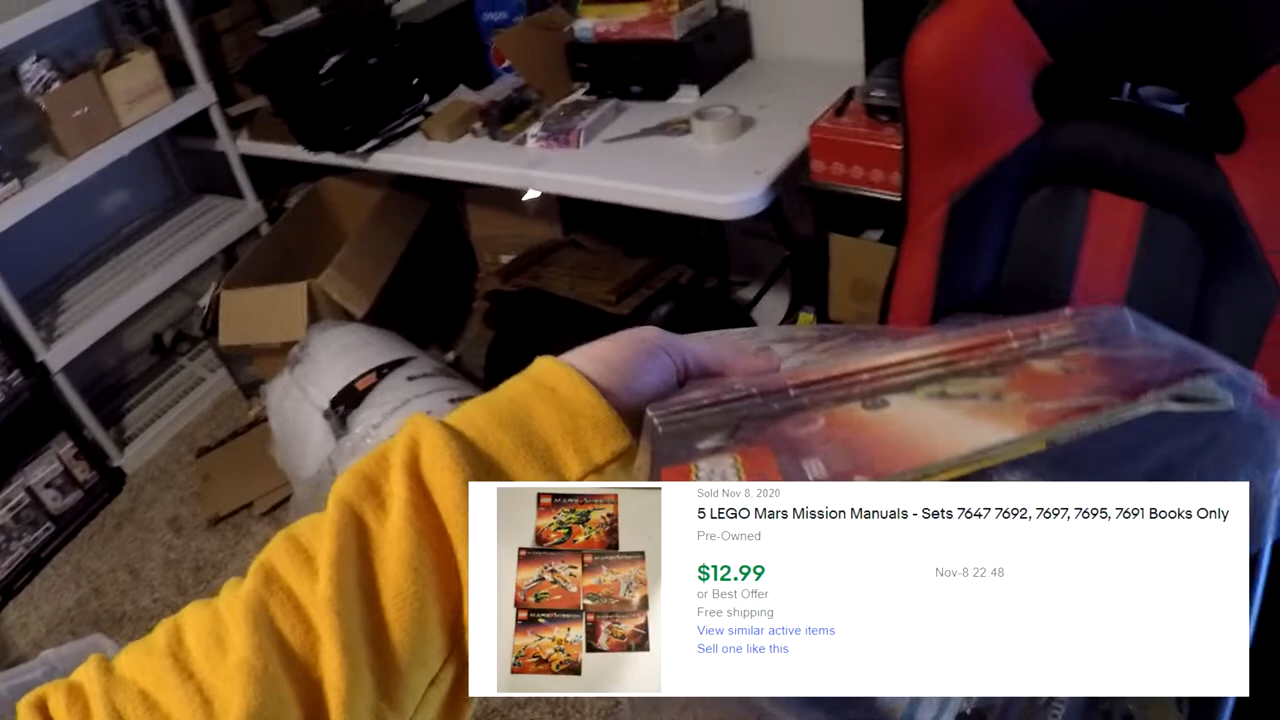 Sold Nov 8, 2020
5 LEGO Mars Mission Manuals - Sets 7647 7692, 7697, 7695, 7691 Books Only
Pre-Owned
$12.99
Nov-8 22 48
or Best Offer
Free shipping
View similar active items
Sell one like this